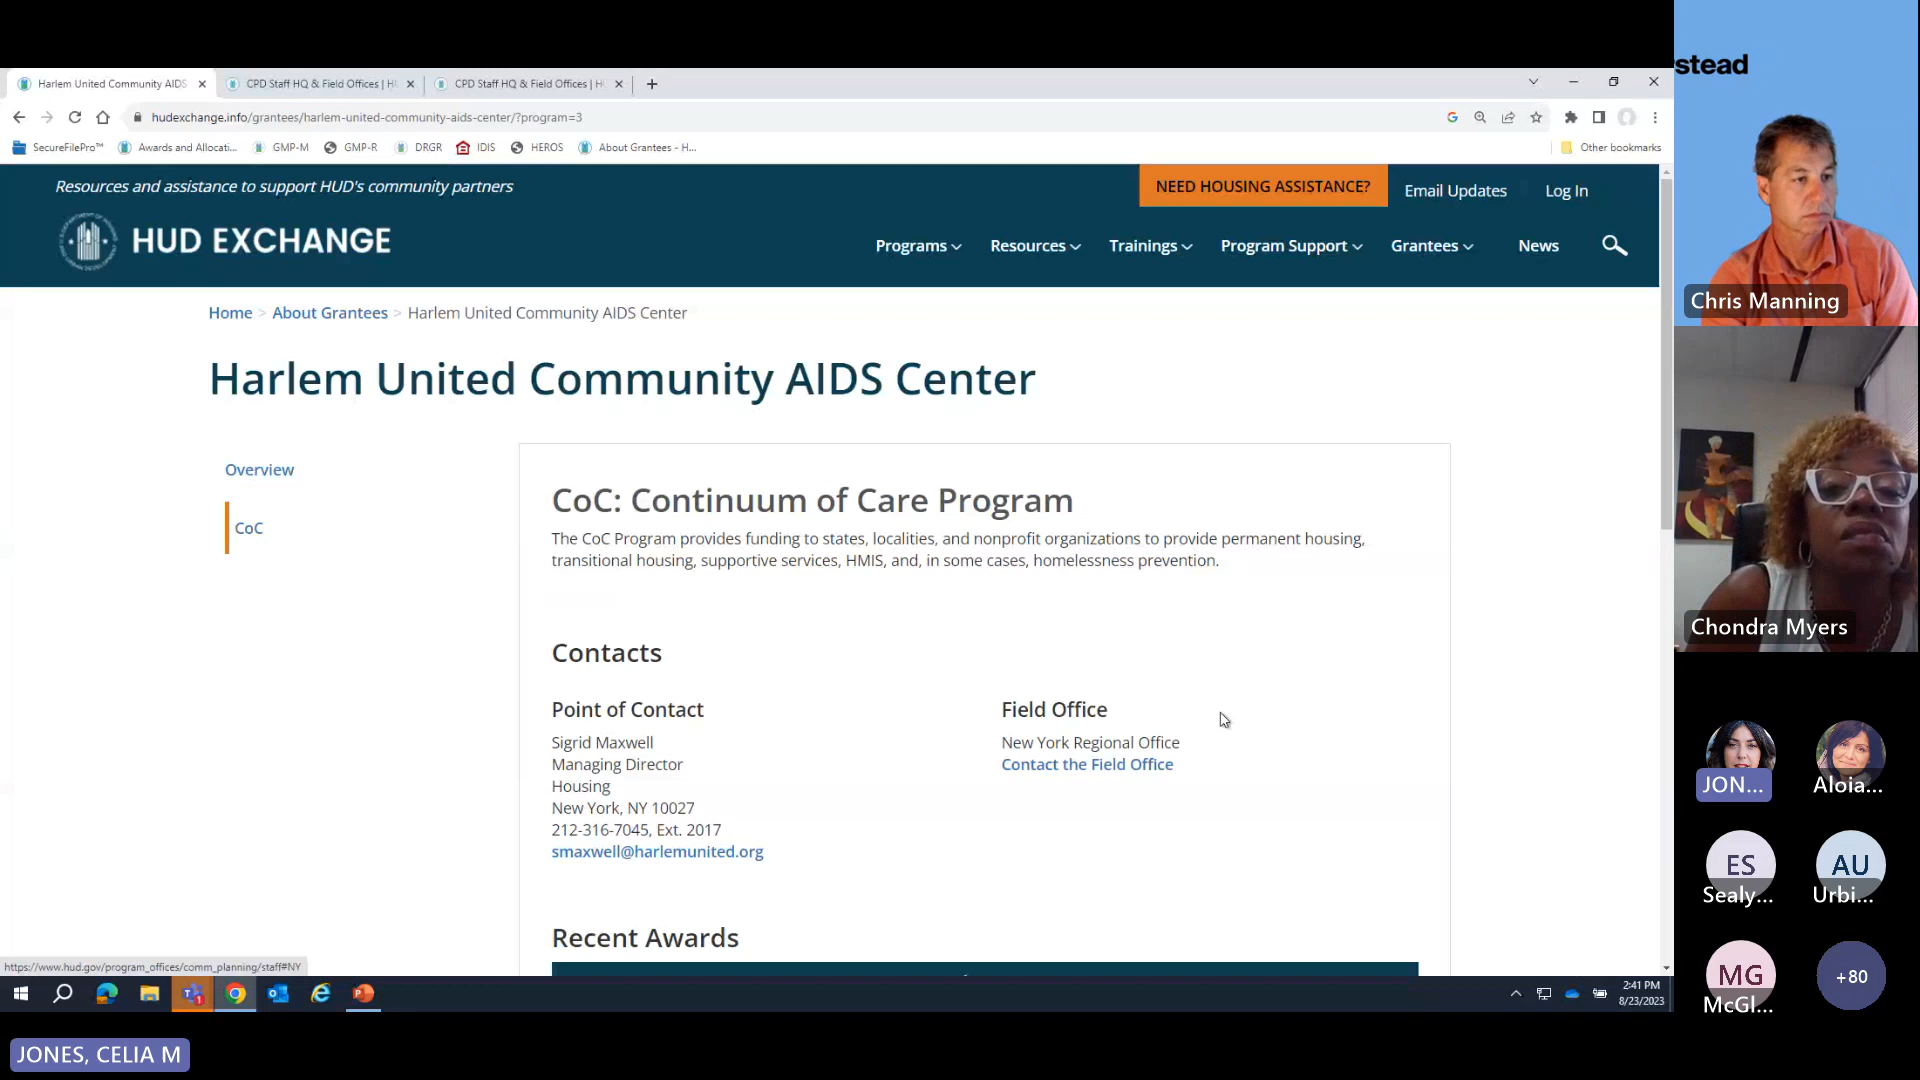 Harlem United Community AIDS
CPD Staff HQ & Field Offices | H
CPD Staff HQ & Field Offices | H
hudexchange.info/grantees/harlem-united-community-aids-center/?program=3
SecureFilePro™
Awards and Allocati...
GMP-M
GMP-R
DRGR
IDIS
HEROS
About Grantees - H...
Other bookmarks
Resources and assistance to support HUD's community partners
NEED HOUSING ASSISTANCE?
Email Updates
Log In
HUD EXCHANGE
Programs
Resources
Trainings
Program Support
Grantees
News
Home > About Grantees > Harlem United Community AIDS Center
Harlem United Community AIDS Center
Overview
CoC
CoC: Continuum of Care Program
The CoC Program provides funding to states, localities, and nonprofit organizations to provide permanent housing,
transitional housing, supportive services, HMIS, and, in some cases, homelessness prevention.
Contacts
Point of Contact
Sigrid Maxwell
Managing Director
Housing
New York, NY 10027
212-316-7045, Ext. 2017
smaxwell@harlemunited.org
Field Office
New York Regional Office
Contact the Field Office
Recent Awards
https://www.hud.gov/program_offices/comm_planning/staff#NY
2:41 PM
8/23/2023
stead
Chris Manning
Chondra Myers
JON...
Aloia...
ES
Sealy...
AU
Urbi...
MG
McGl...
+80
JONES, CELIA M